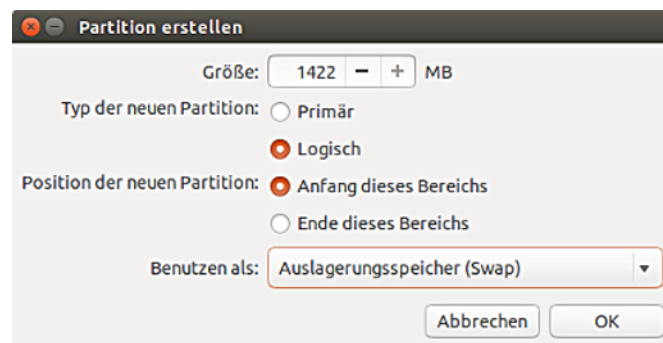 Partition erstellen
Größe: 1422 − + MB
Typ der neuen Partition: Primär
Logisch
Position der neuen Partition: Anfang dieses Bereichs
Ende dieses Bereichs
Benutzen als: Auslagerungsspeicher (Swap)
Abbrechen OK